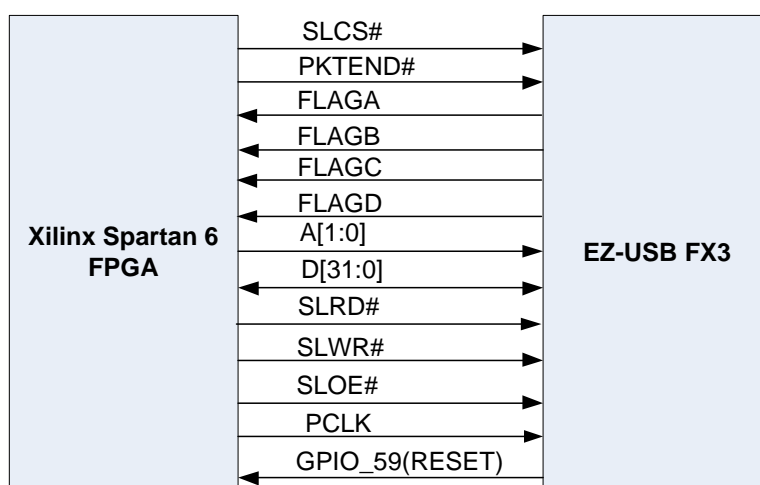 SLCS#
PKTEND#
FLAGA
FLAGB
FLAGC
FLAGD
Xilinx Spartan 6
FPGA
A[1:0]
EZ-USB FX3
D[31:0]
SLRD#
SLWR#
SLOE#
PCLK
GPIO_59(RESET)